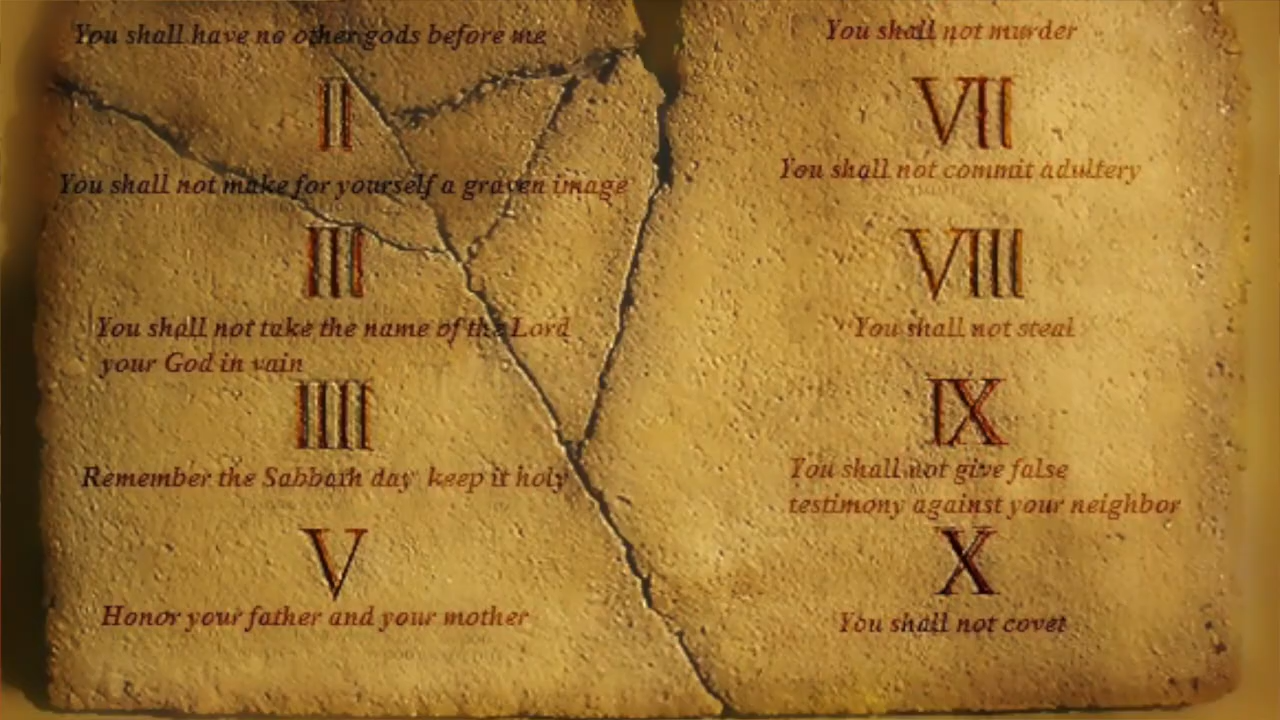 You shall have no other gods before me
II
You shall not make for yourself a graven image
III
You shall not take the name of the Lord
your God in vain
IIII
Remember the Sabbath day keep it holy
V
Honor your father and your mother
You shall not murder
VII
You shall not commit adultery
VIII
You shall not steal
IX
You shall not give false
testimony against your neighbor
X
You shall not covet